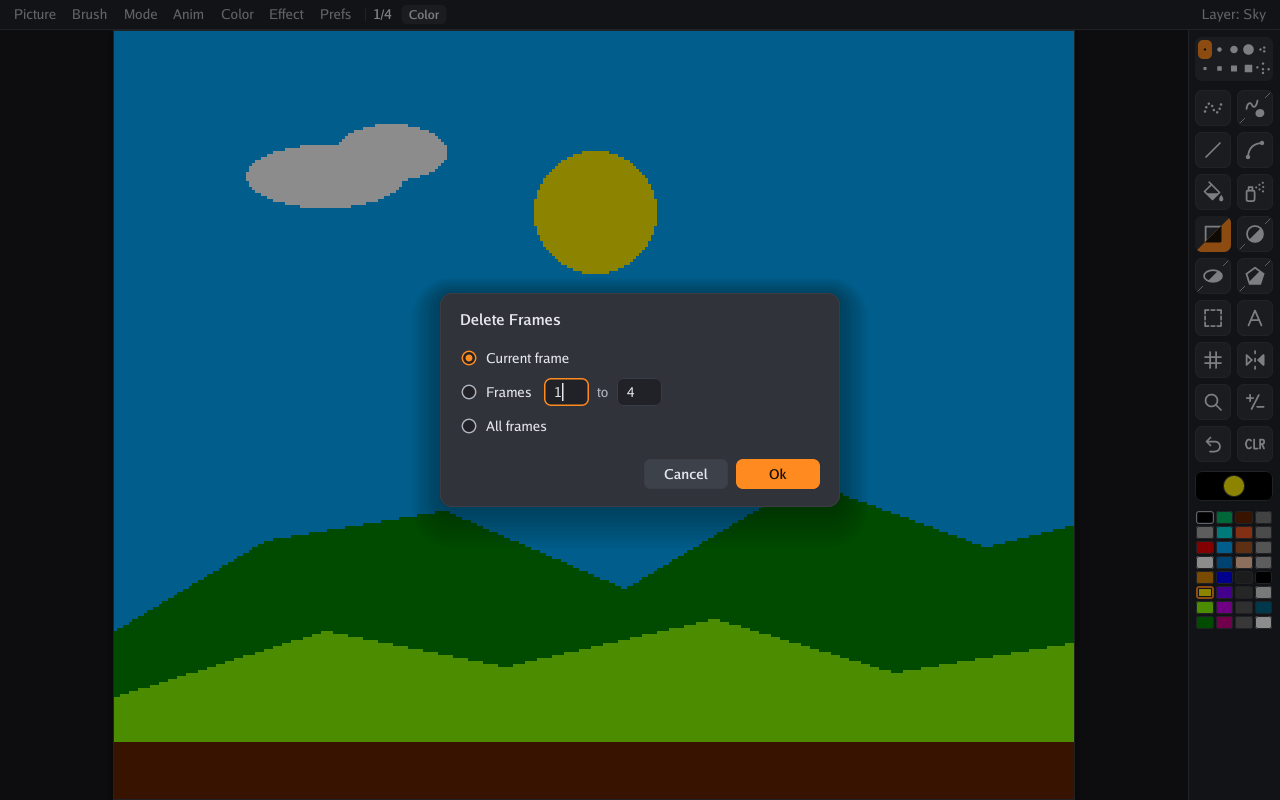 Picture Brush Mode Anim Color Effect Prefs 1/4 Color Layer: Sky
Delete Frames
Current frame
Frames 1 to 4
All frames
Cancel Ok
A
CLR